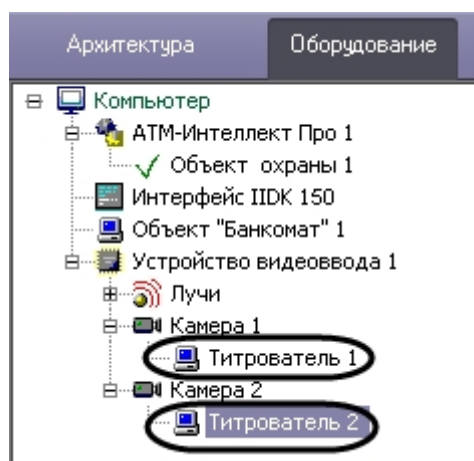 Архитектура Оборудование
Компьютер
АТМ-Интеллект Про 1
Объект охраны 1
Интерфейс IIDK 150
Объект "Банкомат" 1
Устройство видеоввода 1
Лучи
Камера 1
Титрователь 1
Камера 2
Титрователь 2